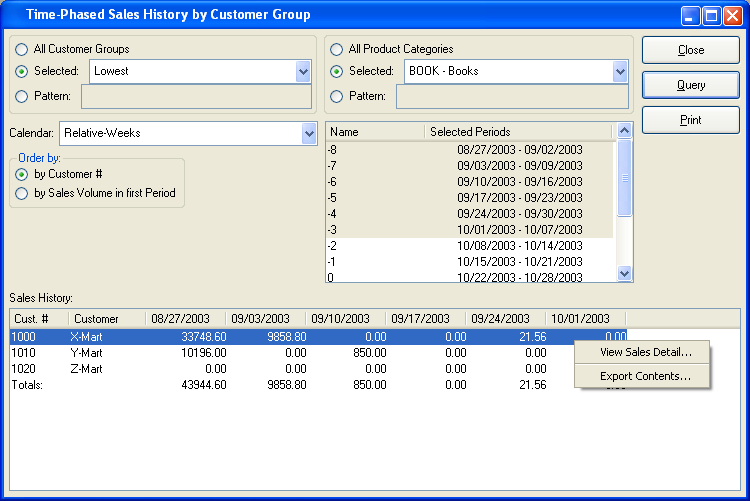 Time-Phased Sales History by Customer Group
All Customer Groups
Selected: Lowest
Pattern:
All Product Categories
Selected: BOOK - Books
Pattern:
Close
Query
Print
Calendar: Relative-Weeks
Order by:
by Customer #
by Sales Volume in first Period
Name Selected Periods
-8 08/27/2003 - 09/02/2003
-7 09/03/2003 - 09/09/2003
-6 09/10/2003 - 09/16/2003
-5 09/17/2003 - 09/23/2003
-4 09/24/2003 - 09/30/2003
-3 10/01/2003 - 10/07/2003
-2 10/08/2003 - 10/14/2003
-1 10/15/2003 - 10/21/2003
0 10/22/2003 - 10/28/2003
Sales History:
Cust. # Customer 08/27/2003 09/03/2003 09/10/2003 09/17/2003 09/24/2003 10/01/2003
1000 X-Mart 33748.60 9858.80 0.00 0.00 21.56 0.00
1010 Y-Mart 10196.00 0.00 850.00 0.00 0.00
1020 Z-Mart 0.00 0.00 0.00 0.00 0.00
Totals: 43944.60 9858.80 850.00 0.00 21.56
View Sales Detail...
Export Contents...